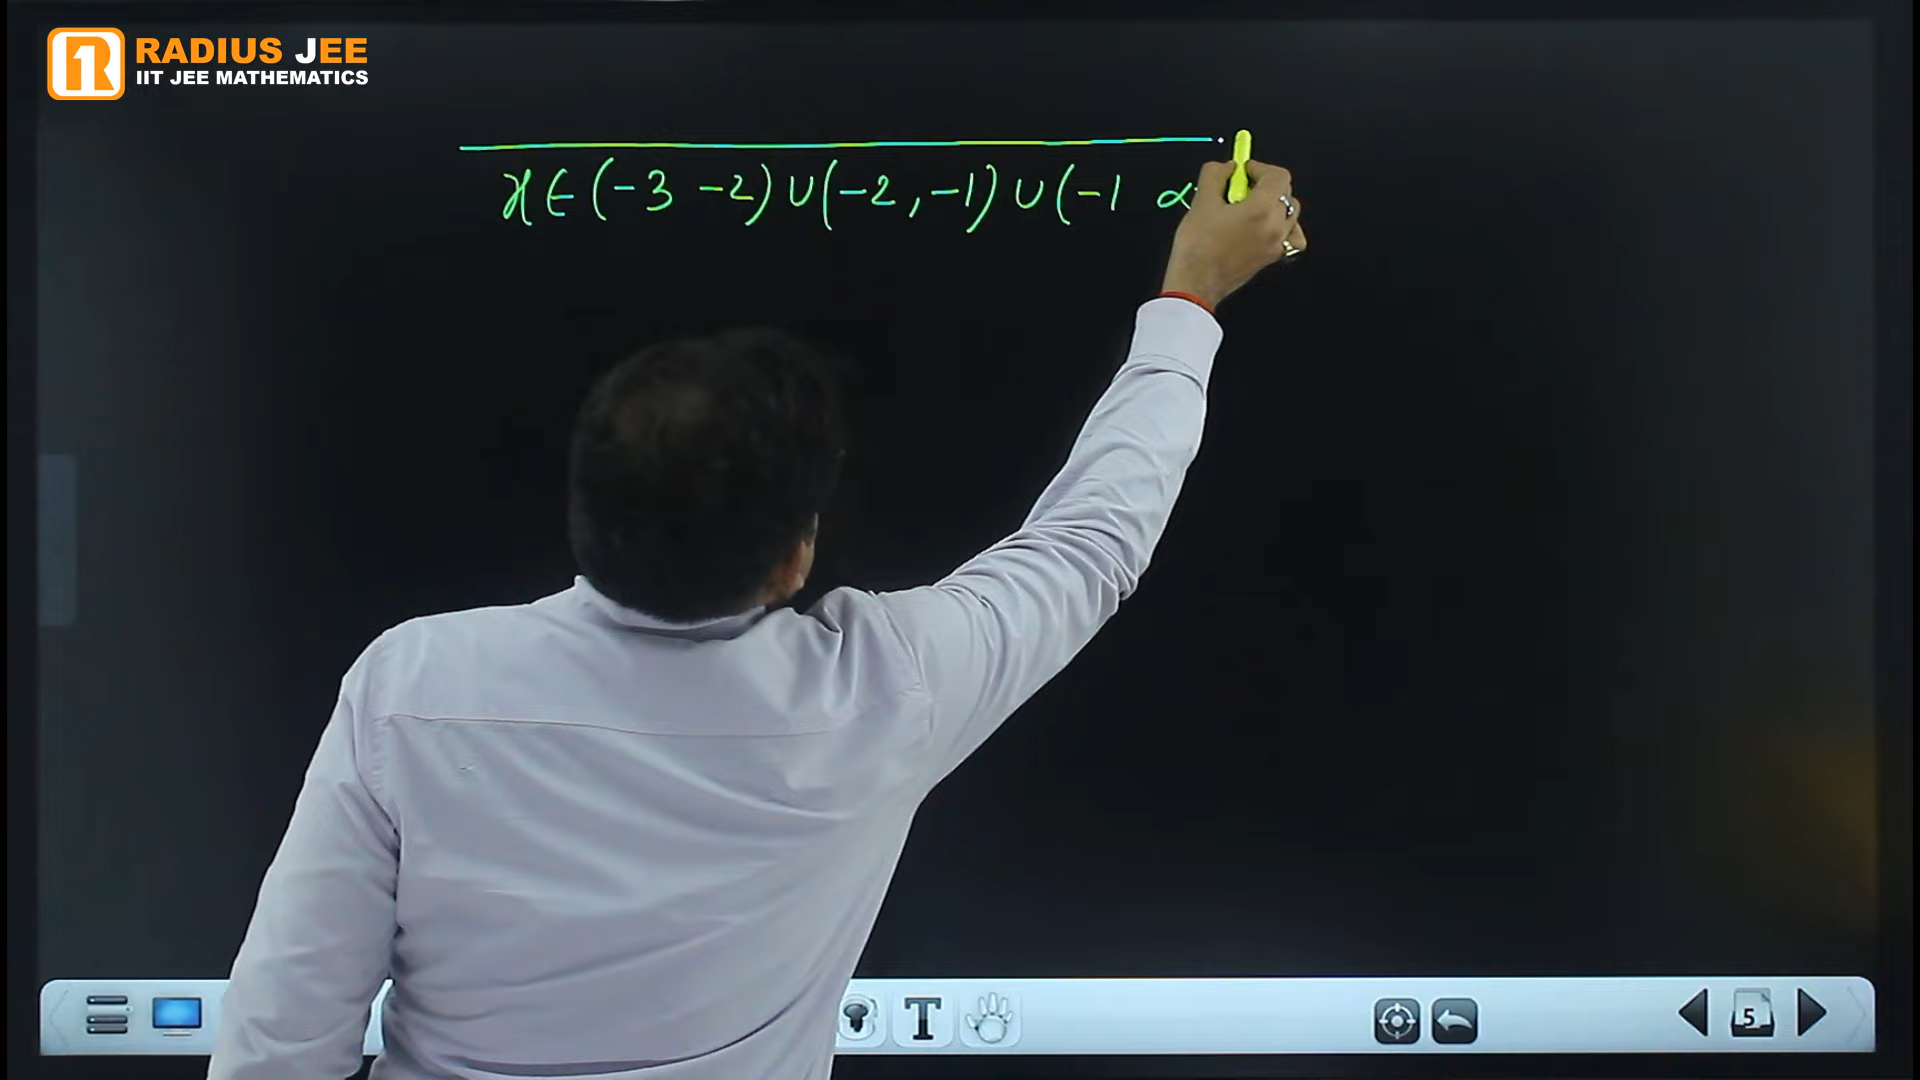 RADIUS JEE
IIT JEE MATHEMATICS
x ∈ (-3 -2) ∪ (-2, -1) ∪ (-1 ∞
T
5